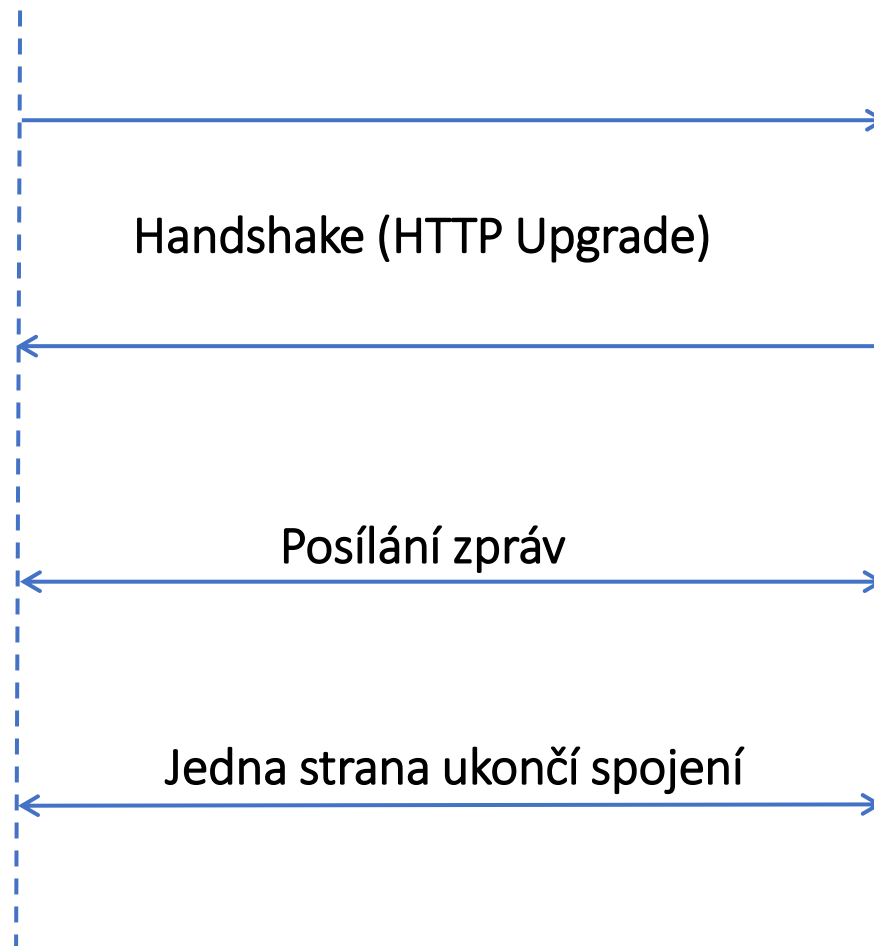 Handshake (HTTP Upgrade)
Posílání zpráv
Jedna strana ukončí spojení